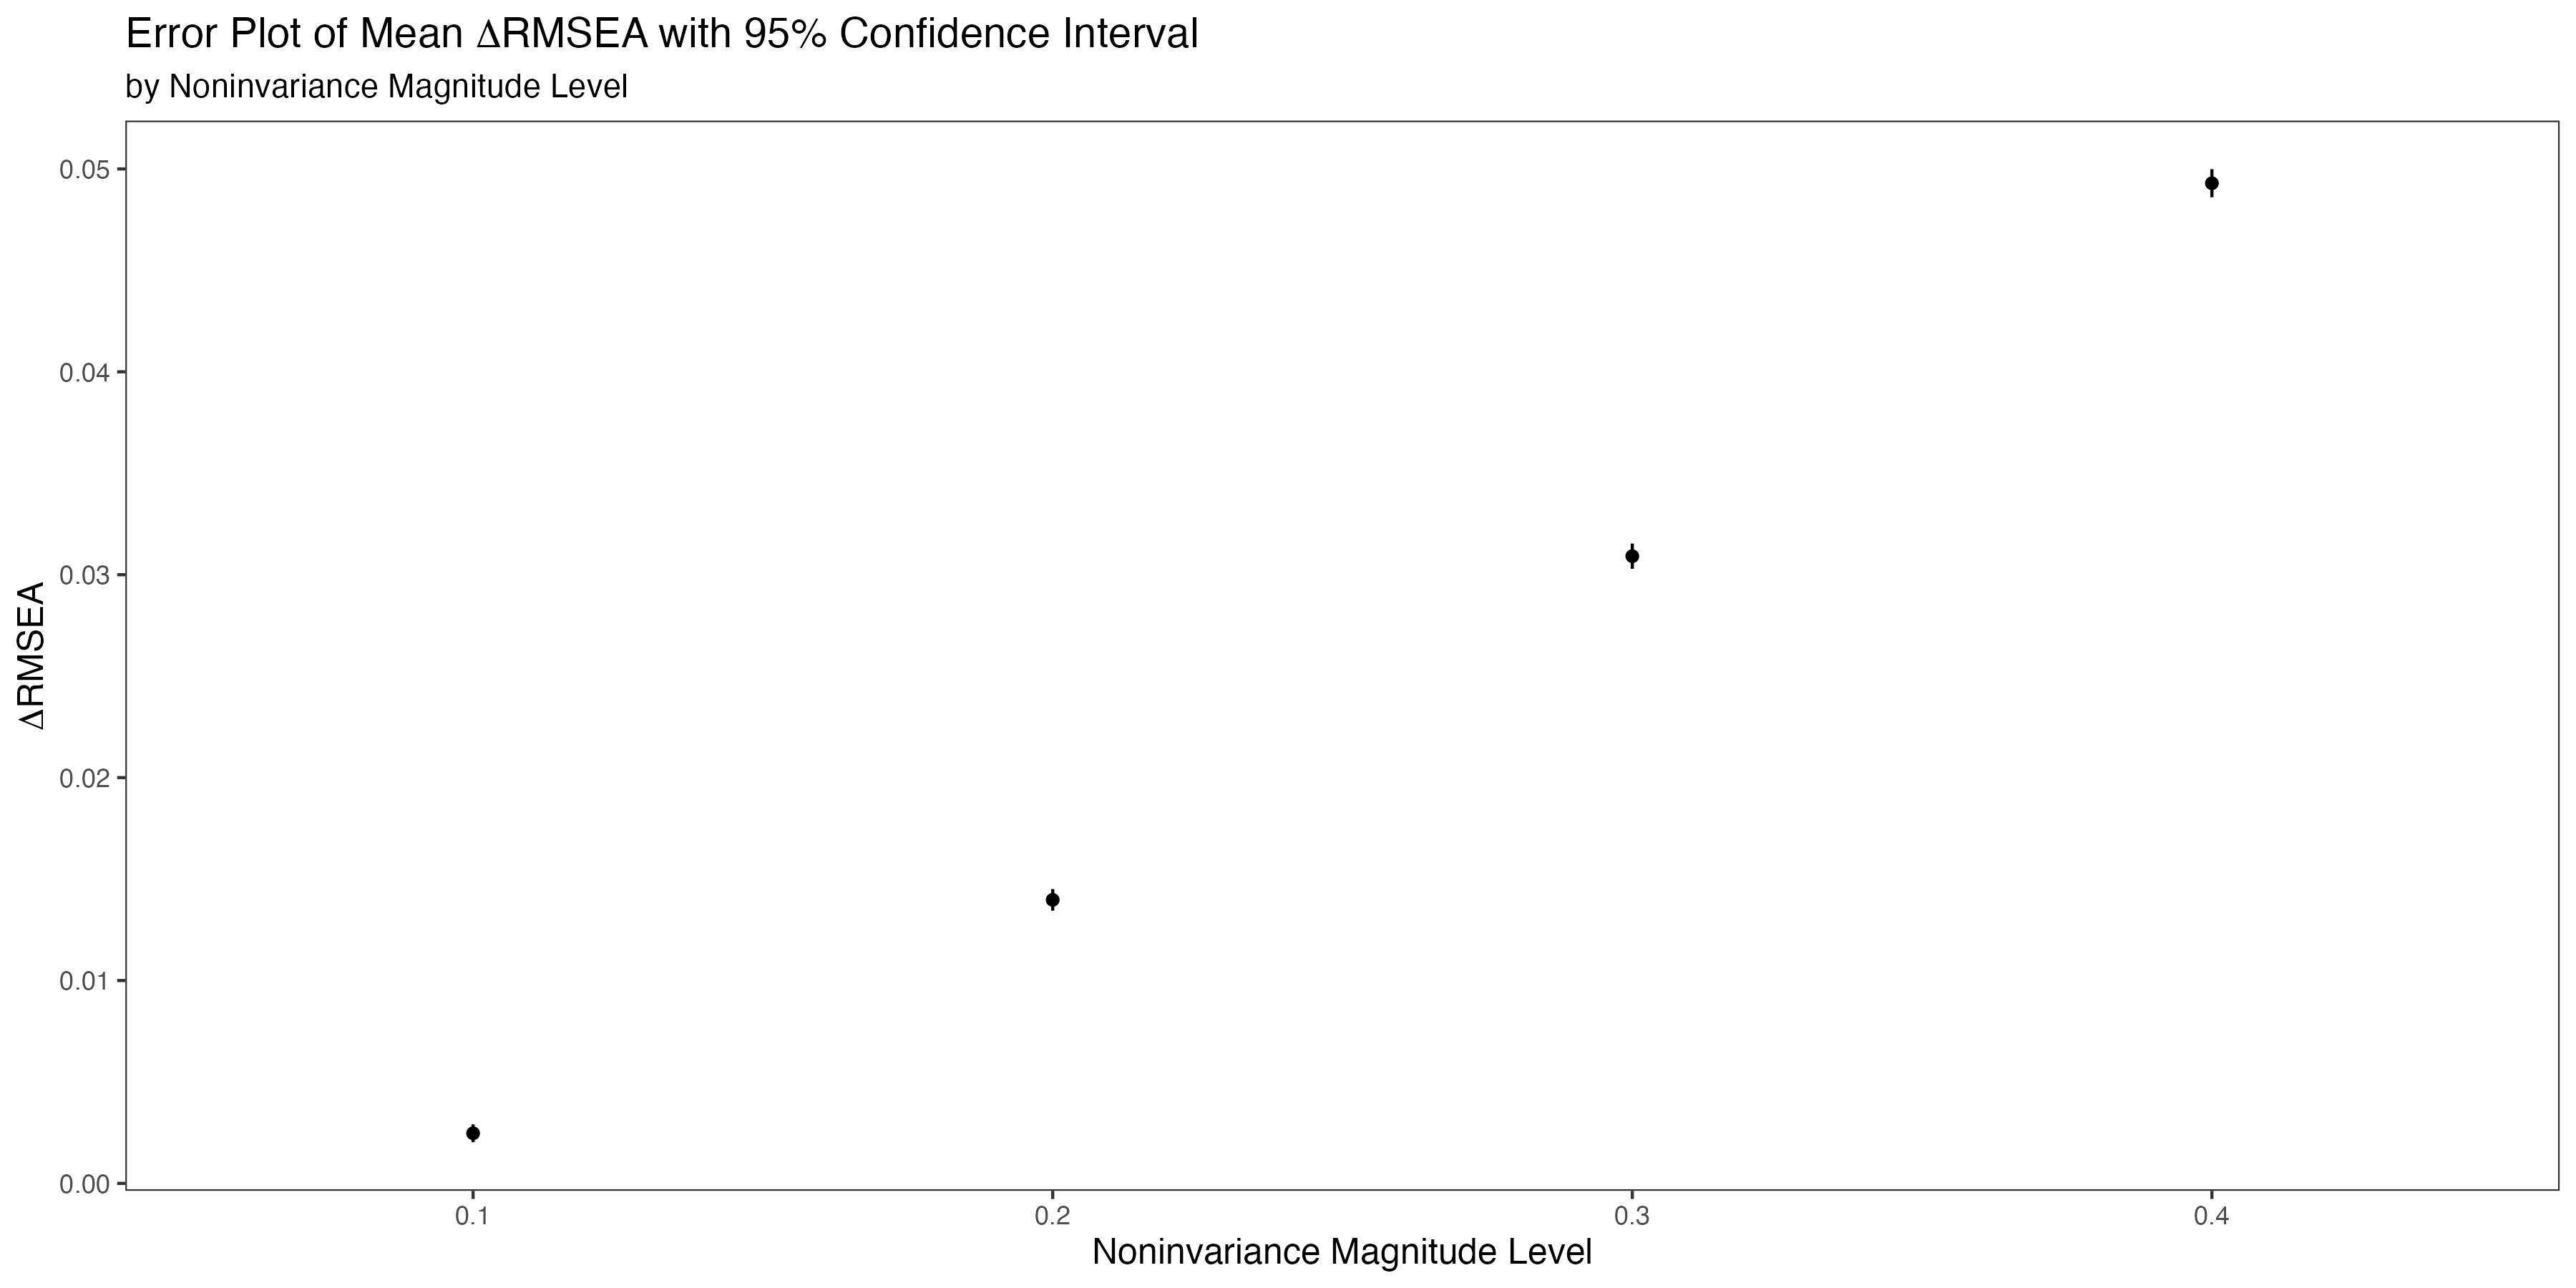 Error Plot of Mean ΔRMSEA with 95% Confidence Interval
by Noninvariance Magnitude Level
ΔRMSEA
0.05
0.04
0.03
0.02
0.01
0.00
0.1 0.2 0.3 0.4
Noninvariance Magnitude Level